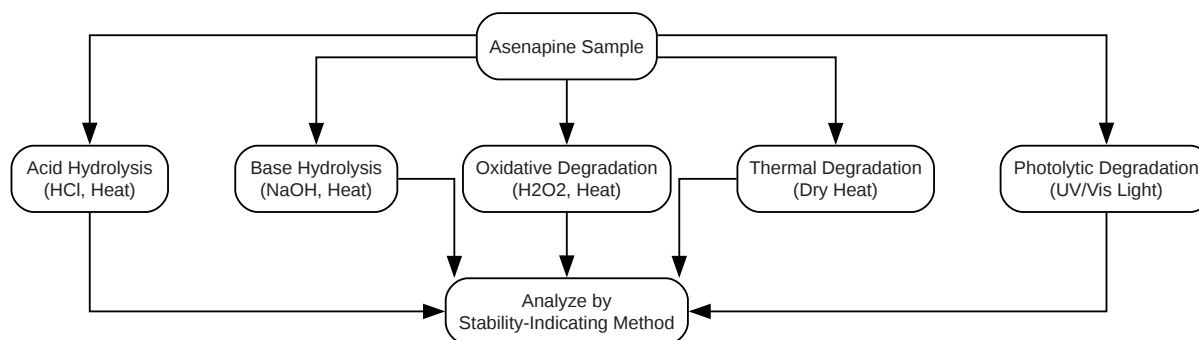 Asenapine Sample
Acid Hydrolysis
(HCl, Heat)
Base Hydrolysis
(NaOH, Heat)
Oxidative Degradation
(H2O2, Heat)
Thermal Degradation
(Dry Heat)
Photolytic Degradation
(UV/Vis Light)
Analyze by
Stability-Indicating Method